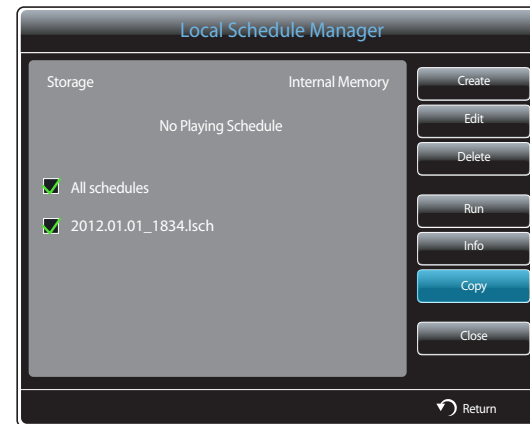 Local Schedule Manager
Storage Internal Memory
No Playing Schedule
All schedules
2012.01.01_1834.lsch
Create
Edit
Delete
Run
Info
Copy
Close
Return